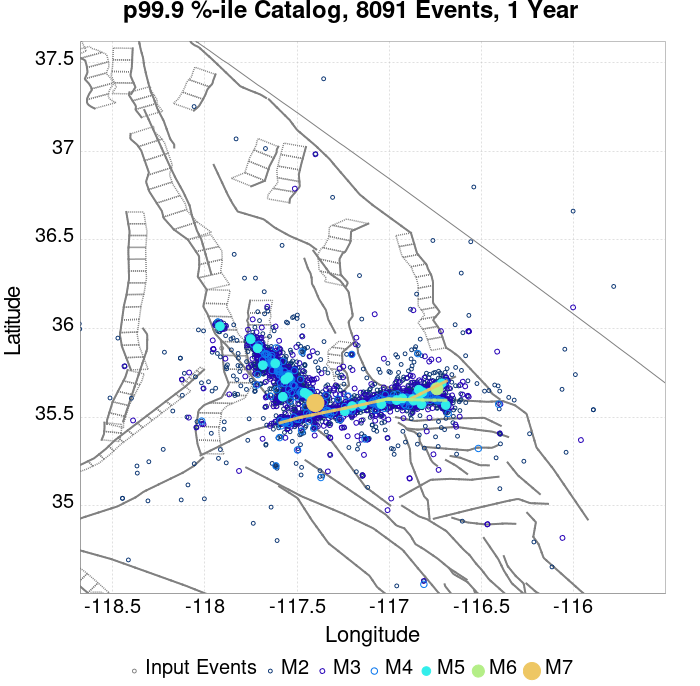 p99.9 %-ile Catalog, 8091 Events, 1 Year
37.5
37
36.5
36
35.5
35
Latitude
-118.5 -118 -117.5 -117 -116.5 -116
Longitude
Input Events M2 M3 M4 M5 M6 M7